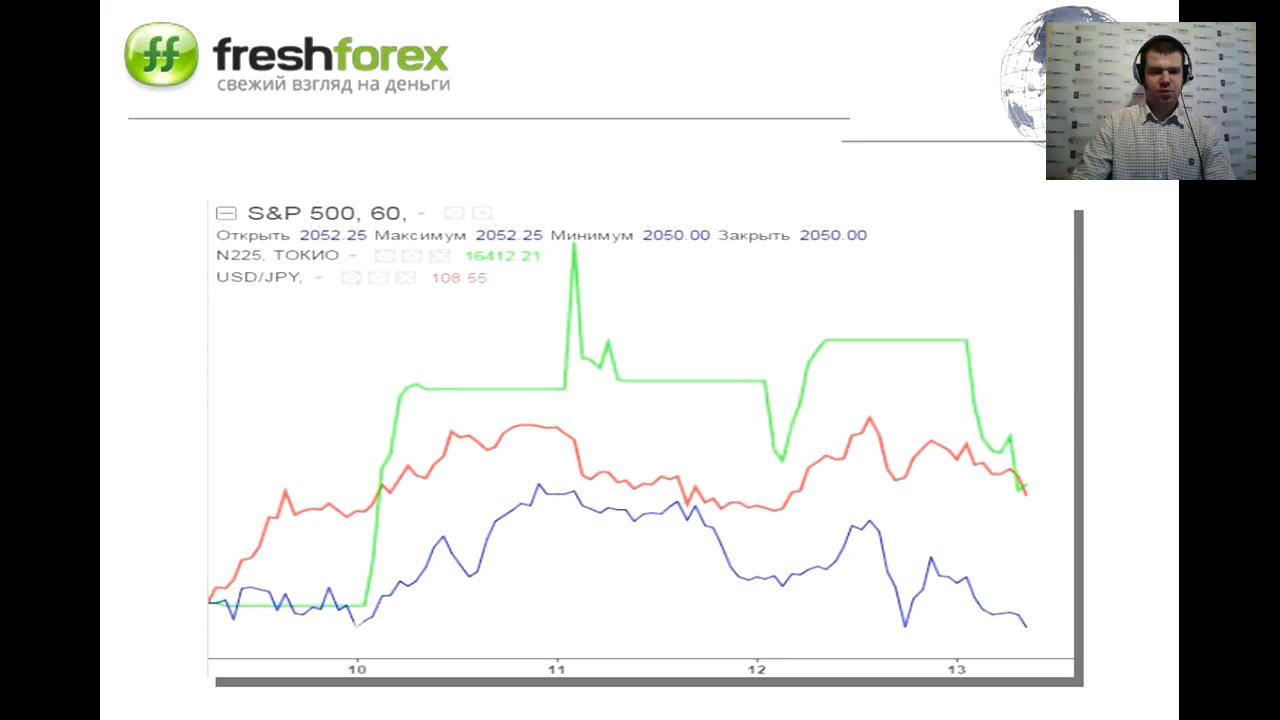 ff freshforex
свежий взгляд на деньги
S&P 500, 60,
Открыть 2052.25 Максимум 2052.25 Минимум 2050.00 Закрыть 2050.00
N225, ТОКИО 16412.21
USD/JPY, 108.55
10 11 12 13